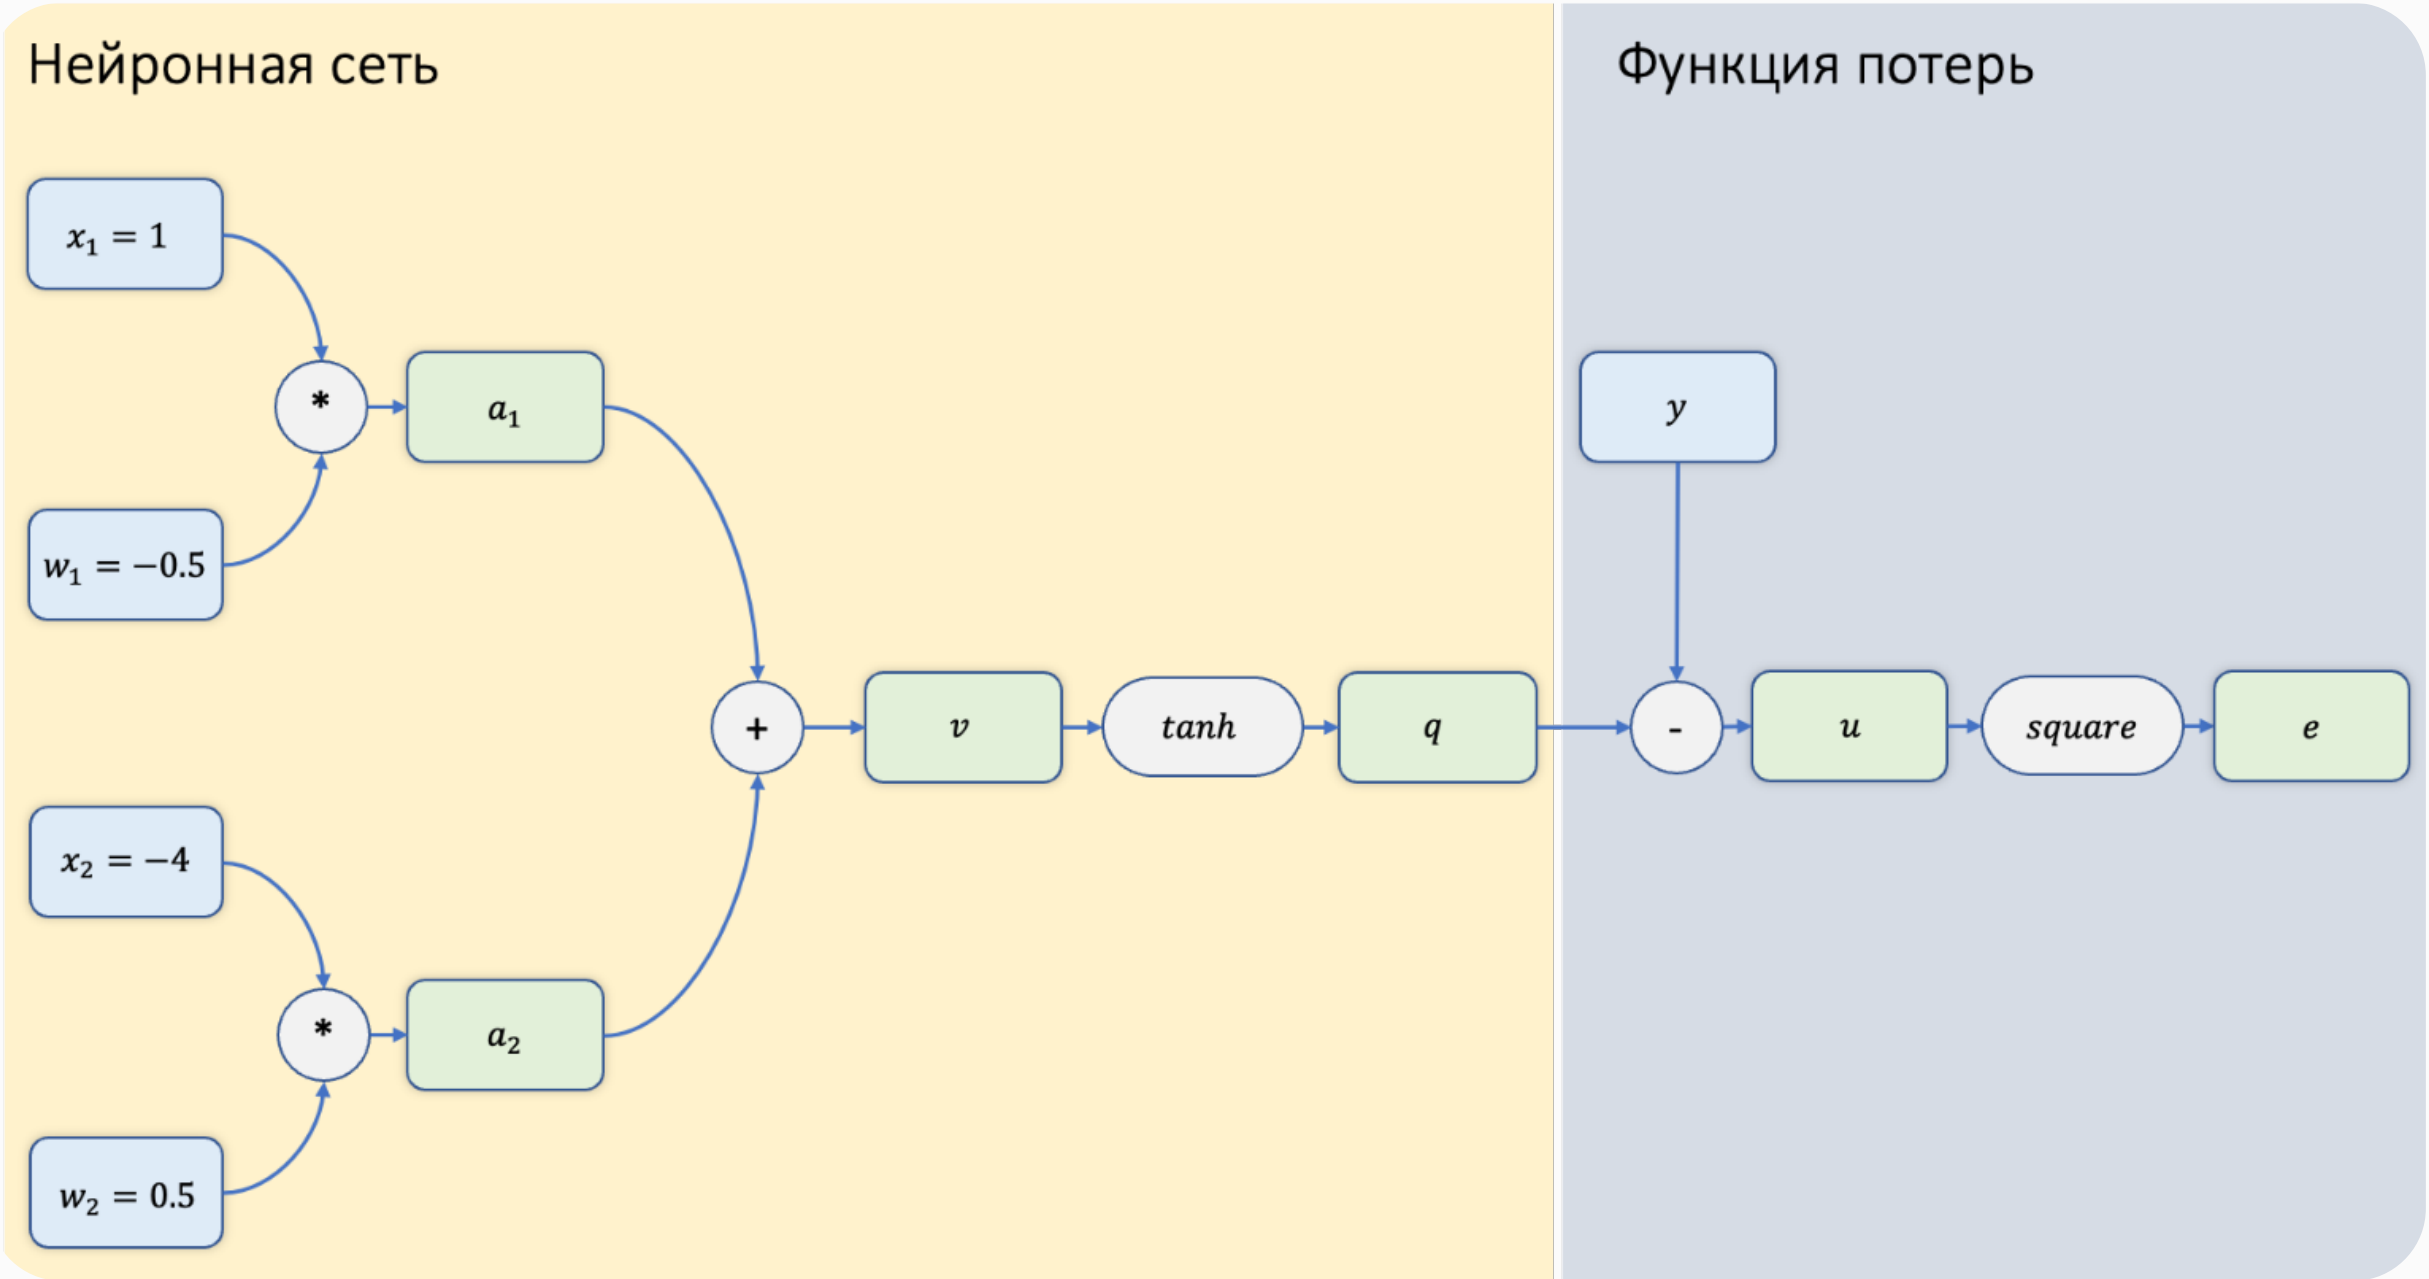 Нейронная сеть
Функция потерь
x₁ = 1
*
a₁
w₁ = −0.5
y
+
v
tanh
q
-
u
square
e
x₂ = −4
*
a₂
w₂ = 0.5